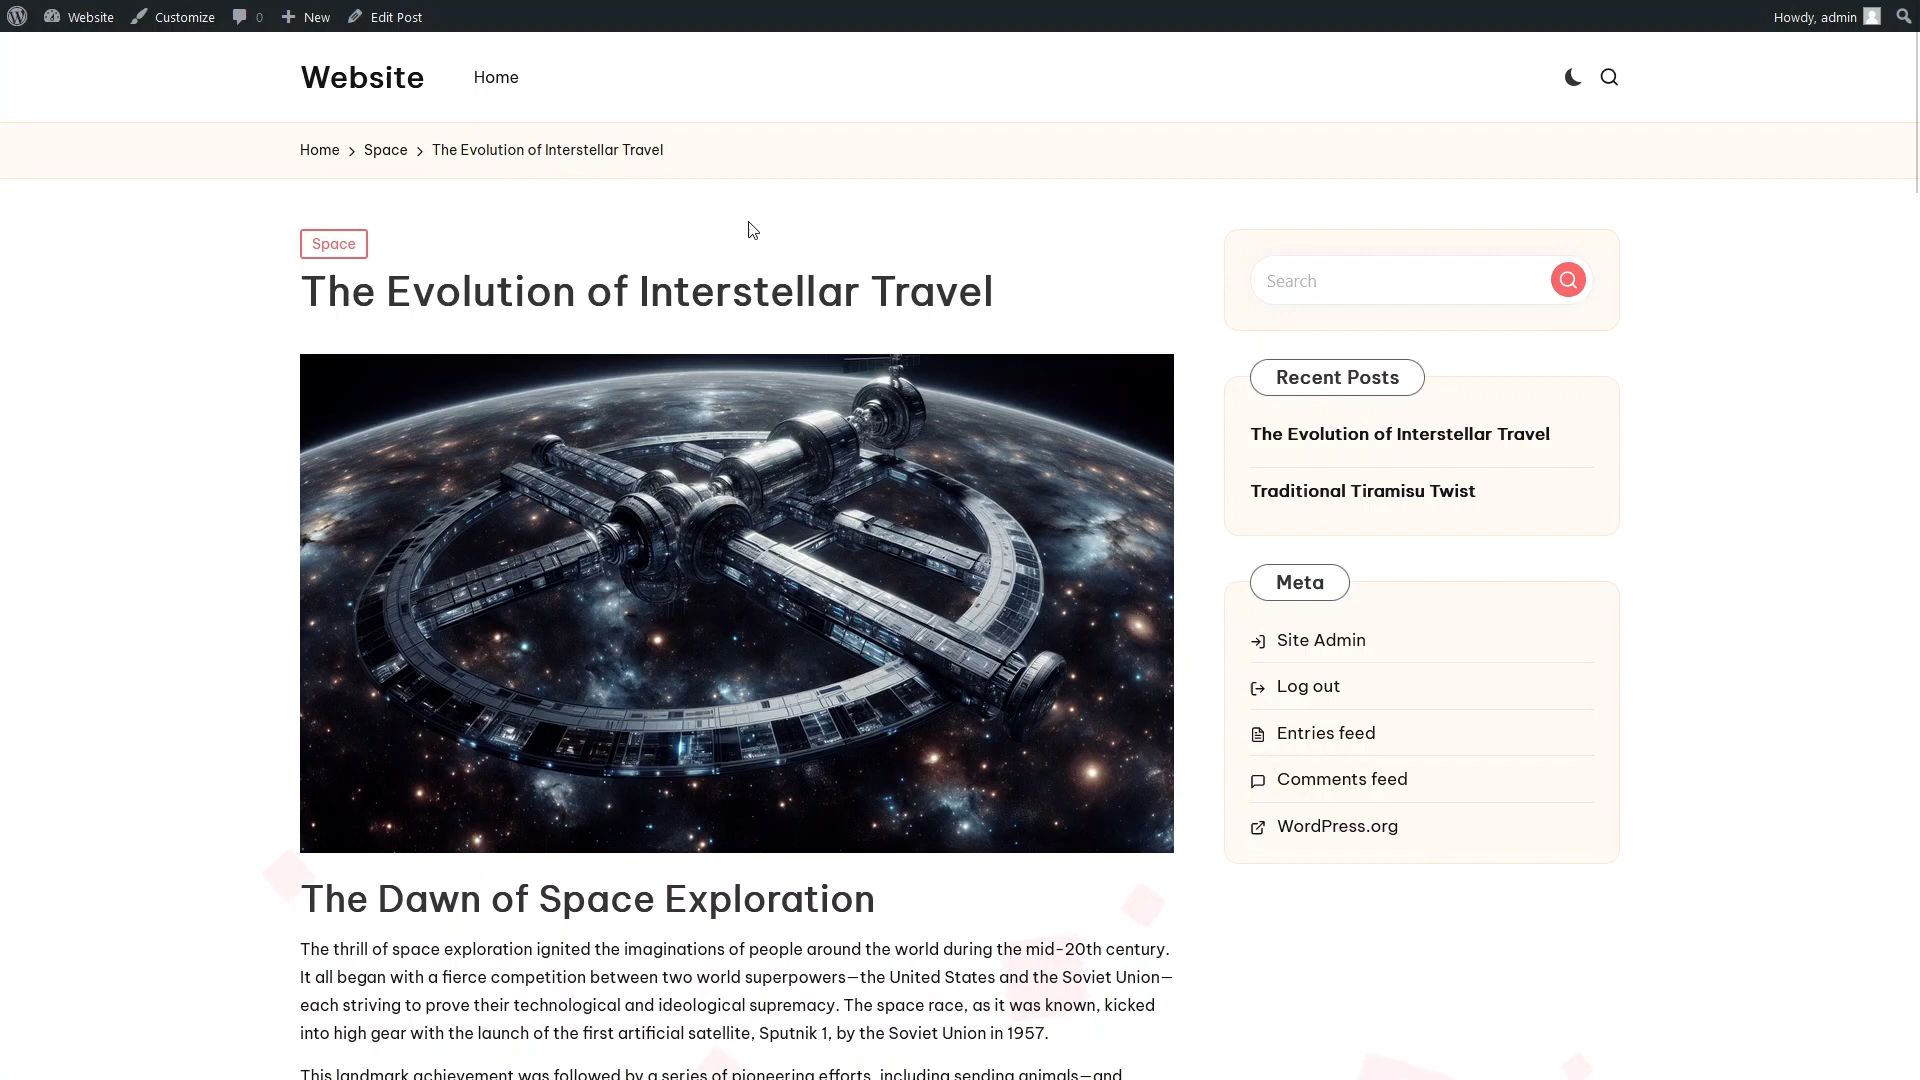 Website
Customize
0
New
Edit Post
Howdy, admin
Website
Home
Home
Space
The Evolution of Interstellar Travel
Space
The Evolution of Interstellar Travel
The Dawn of Space Exploration
The thrill of space exploration ignited the imaginations of people around the world during the mid-20th century.
It all began with a fierce competition between two world superpowers—the United States and the Soviet Union—
each striving to prove their technological and ideological supremacy. The space race, as it was known, kicked
into high gear with the launch of the first artificial satellite, Sputnik 1, by the Soviet Union in 1957.
This landmark achievement was followed by a series of pioneering efforts, including sending animals—and
Search
Recent Posts
The Evolution of Interstellar Travel
Traditional Tiramisu Twist
Meta
Site Admin
Log out
Entries feed
Comments feed
WordPress.org